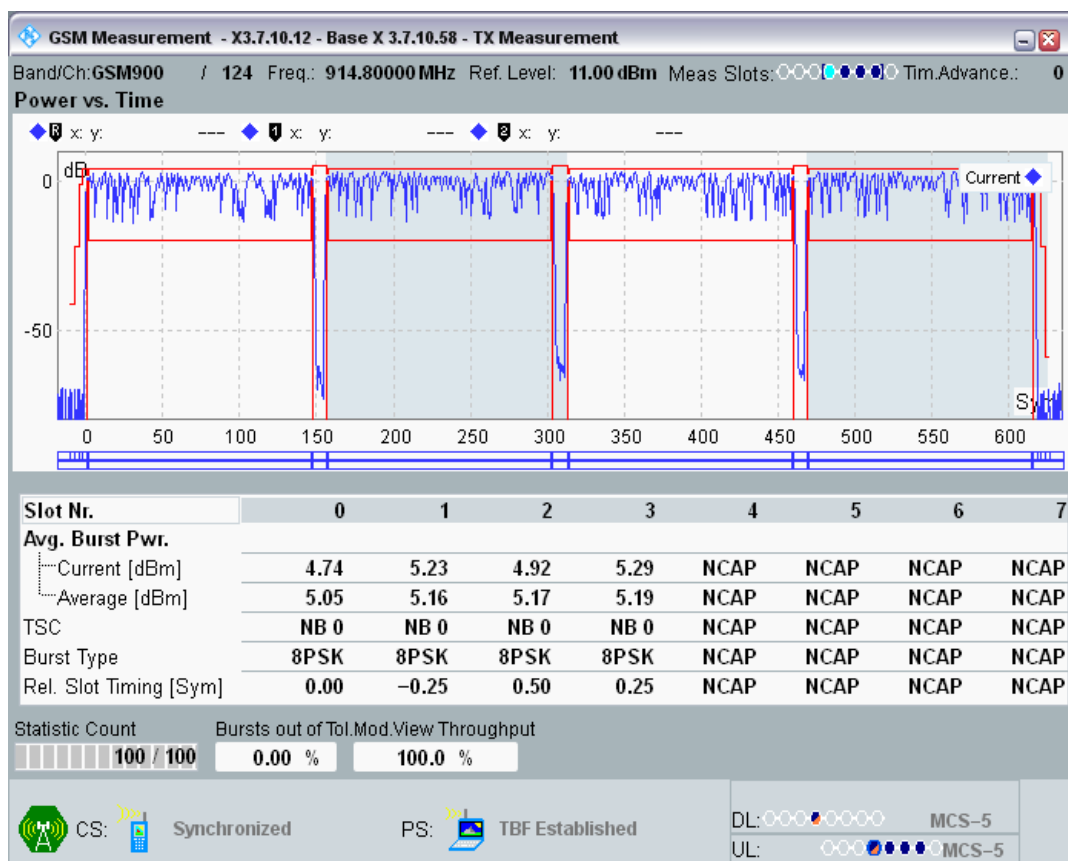 GSM Measurement - X3.7.10.12 - Base X 3.7.10.58 - TX Measurement
Band/Ch:GSM900 / 124 Freq.: 914.80000 MHz Ref. Level: 11.00 dBm Meas Slots: Tim.Advance.: 0
Power vs. Time
R x: y: --- 1 x: y: --- 2 x: y: ---
dB
Current
0
-50
0 50 100 150 200 250 300 350 400 450 500 550 600
Slot Nr. 0 1 2 3 4 5 6 7
Avg. Burst Pwr.
Current [dBm] 4.74 5.23 4.92 5.29 NCAP NCAP NCAP NCAP
Average [dBm] 5.05 5.16 5.17 5.19 NCAP NCAP NCAP NCAP
TSC NB 0 NB 0 NB 0 NB 0 NCAP NCAP NCAP NCAP
Burst Type 8PSK 8PSK 8PSK 8PSK NCAP NCAP NCAP NCAP
Rel. Slot Timing [Sym] 0.00 −0.25 0.50 0.25 NCAP NCAP NCAP NCAP
Statistic Count Bursts out of Tol.Mod.View Throughput
100 / 100 0.00 % 100.0 %
CS: Synchronized PS: TBF Established
DL: MCS−5
UL: MCS−5